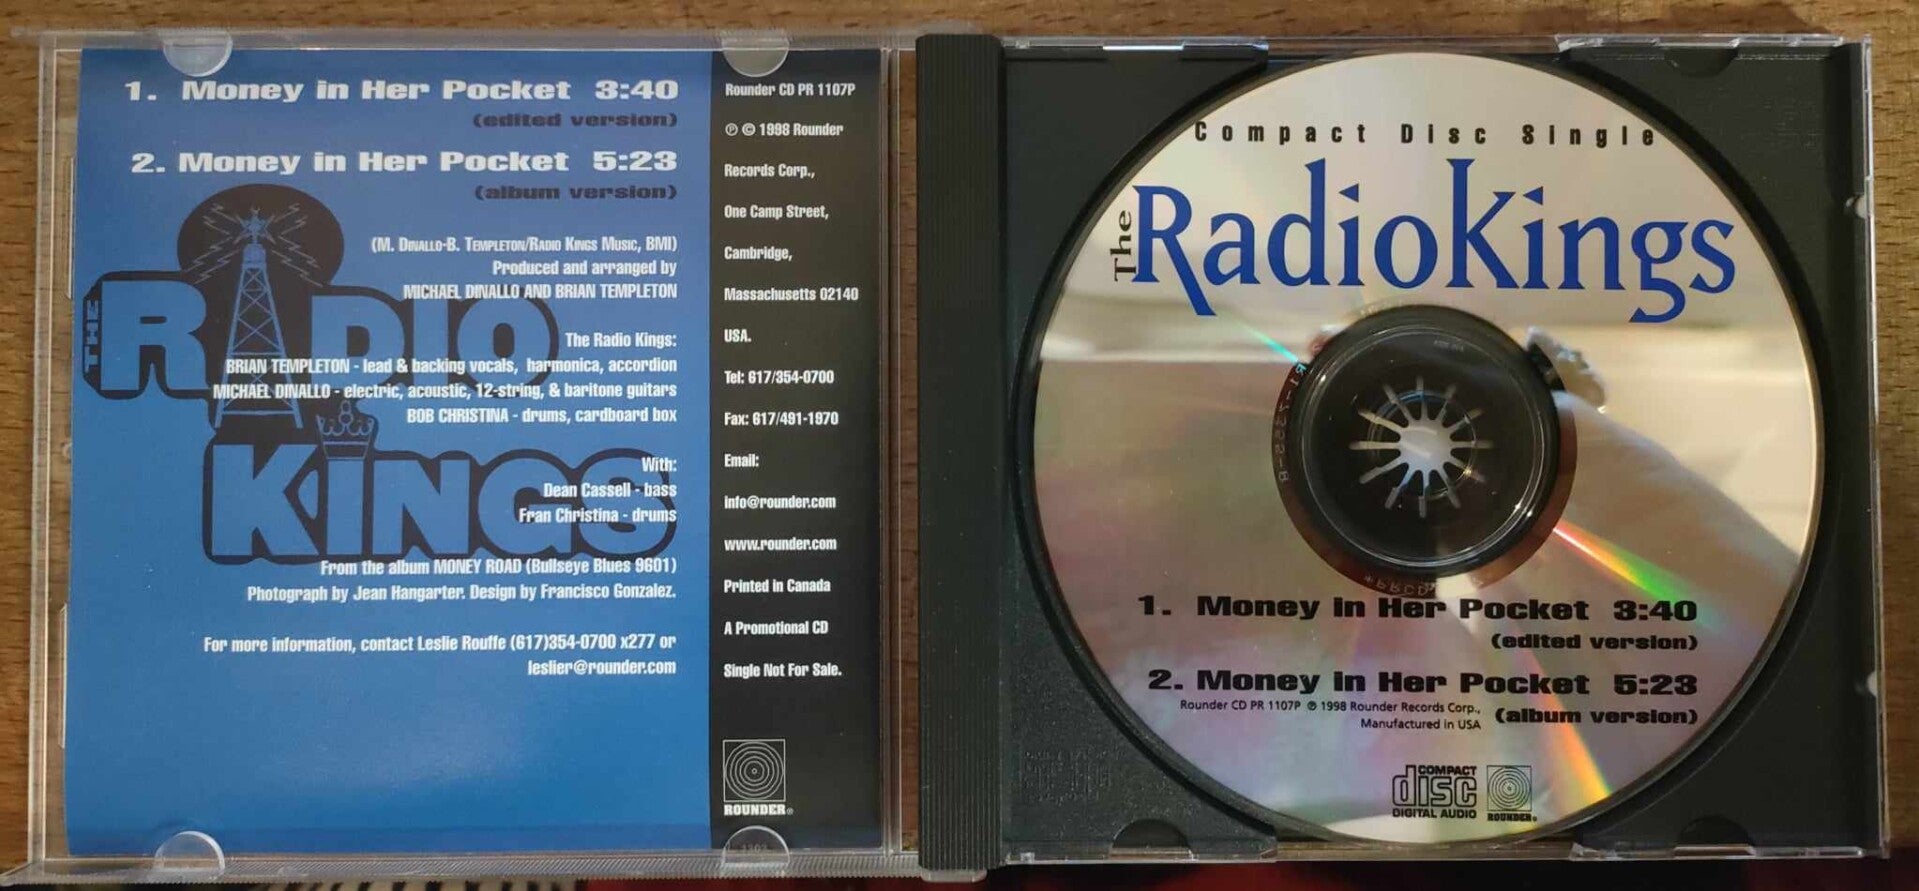 1. Money in Her Pocket 3:40
(edited version)
2. Money in Her Pocket 5:23
(album version)
(M. Dinallo-B. Templeton/Radio Kings Music, BMI)
Produced and arranged by
MICHAEL DINALLO AND BRIAN TEMPLETON
THE RADIO KINGS
The Radio Kings:
BRIAN TEMPLETON - lead & backing vocals, harmonica, accordion
MICHAEL DINALLO - electric, acoustic, 12-string, & baritone guitars
BOB CHRISTINA - drums, cardboard box
With:
Dean Cassell - bass
Fran Christina - drums
From the album MONEY ROAD (Bullseye Blues 9601)
Photograph by Jean Hangarter. Design by Francisco Gonzalez.
For more information, contact Leslie Rouffe (617)354-0700 x277 or
leslier@rounder.com
Rounder CD PR 1107P
℗ © 1998 Rounder
Records Corp.,
One Camp Street,
Cambridge,
Massachusetts 02140
USA.
Tel: 617/354-0700
Fax: 617/491-1970
Email:
info@rounder.com
www.rounder.com
Printed in Canada
A Promotional CD
Single Not For Sale.
ROUNDER®
Compact Disc Single
The RadioKings
1. Money in Her Pocket 3:40
(edited version)
2. Money in Her Pocket 5:23
(album version)
Rounder CD PR 1107P ℗ 1998 Rounder Records Corp.,
Manufactured in USA
COMPACT
disc
DIGITAL AUDIO
ROUNDER®